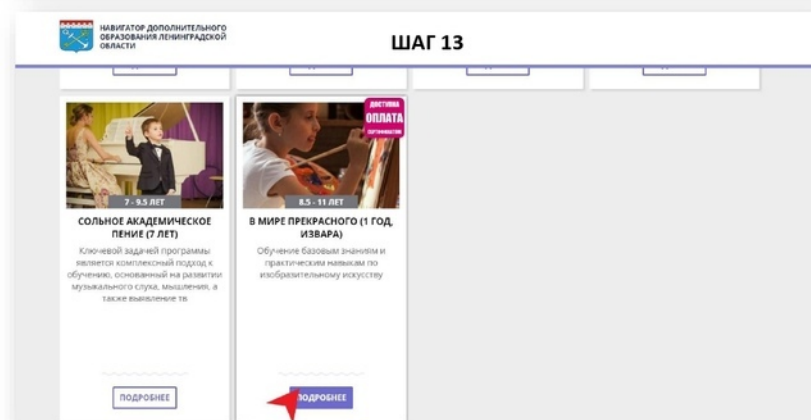 НАВИГАТОР ДОПОЛНИТЕЛЬНОГО
ОБРАЗОВАНИЯ ЛЕНИНГРАДСКОЙ
ОБЛАСТИ
ШАГ 13
7 - 9.5 ЛЕТ
СОЛЬНОЕ АКАДЕМИЧЕСКОЕ
ПЕНИЕ (7 ЛЕТ)
Ключевой задачей программы
является комплексный подход к
обучению, основанный на развитии
музыкального слуха, мышления, а
также выявление тв
ПОДРОБНЕЕ
ДОСТУПНА
ОПЛАТА
СЕРТИФИКАТОМ
8.5 - 11 ЛЕТ
В МИРЕ ПРЕКРАСНОГО (1 ГОД,
ИЗВАРА)
Обучение базовым знаниям и
практическим навыкам по
изобразительному искусству
ПОДРОБНЕЕ